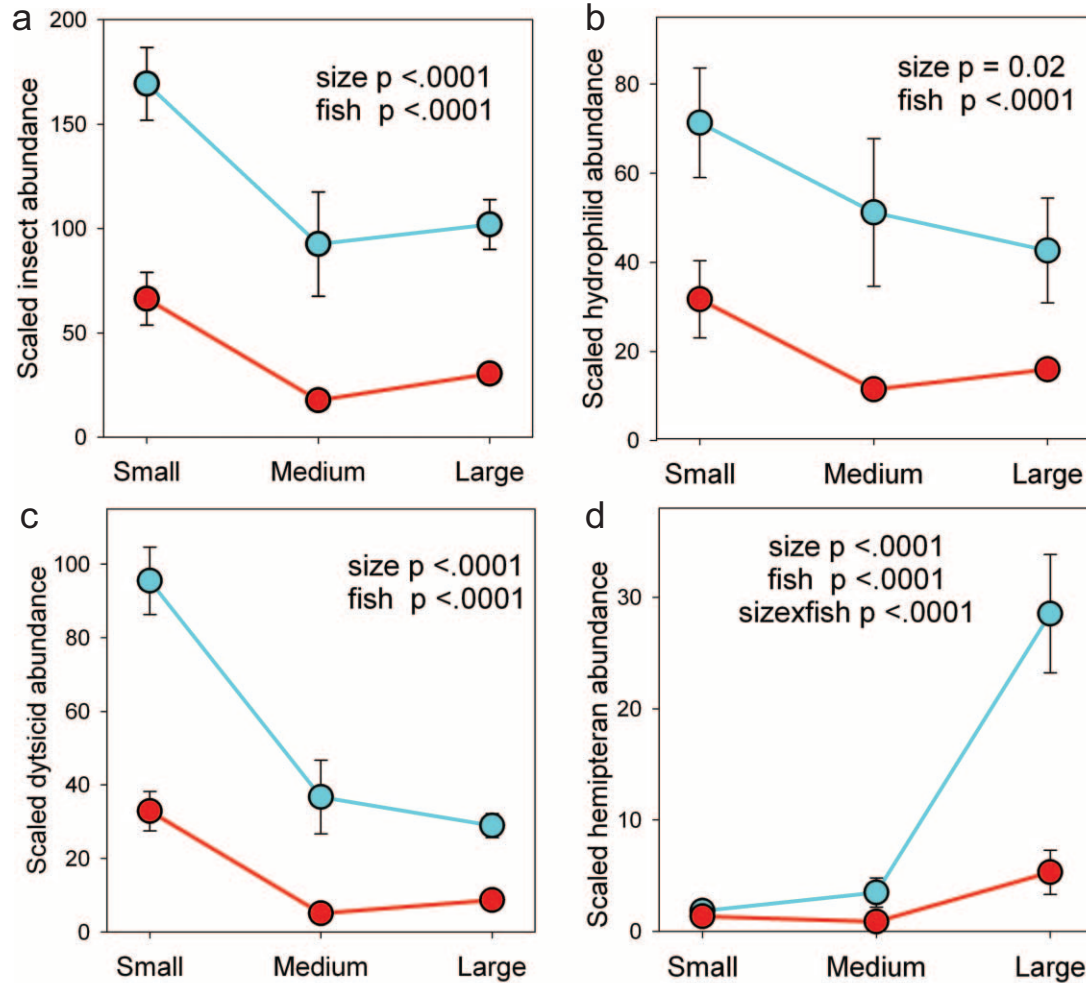 a
200
150
100
50
0
Scaled insect abundance
size p <.0001
fish p <.0001
Small Medium Large
b
80
60
40
20
0
Scaled hydrophilid abundance
size p = 0.02
fish p <.0001
Small Medium Large
c
100
80
60
40
20
0
Scaled dytsicid abundance
size p <.0001
fish p <.0001
Small Medium Large
d
30
20
10
0
Scaled hemipteran abundance
size p <.0001
fish p <.0001
sizexfish p <.0001
Small Medium Large